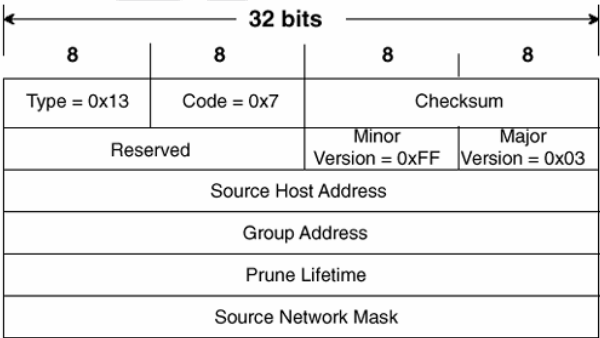 32 bits
8 8 8 8
Type = 0x13 Code = 0x7 Checksum
Reserved Minor Version = 0xFF Major Version = 0x03
Source Host Address
Group Address
Prune Lifetime
Source Network Mask